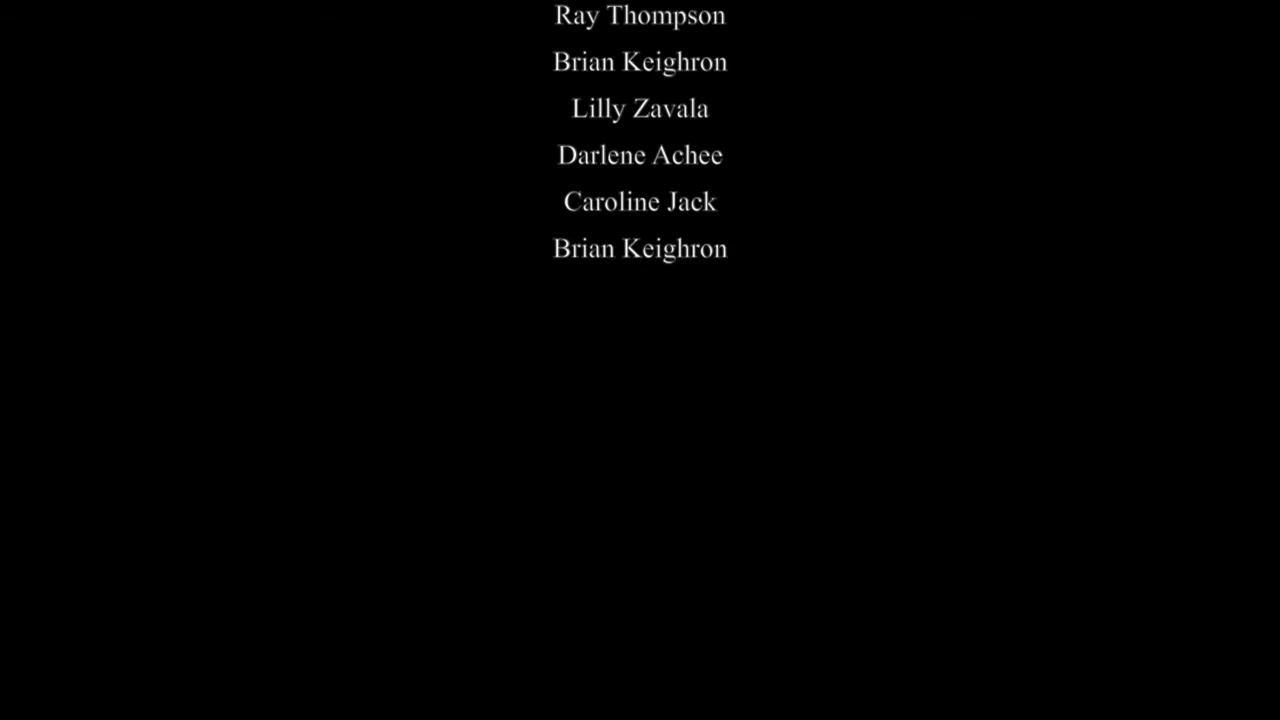 Ray Thompson
Brian Keighron
Lilly Zavala
Darlene Achee
Caroline Jack
Brian Keighron